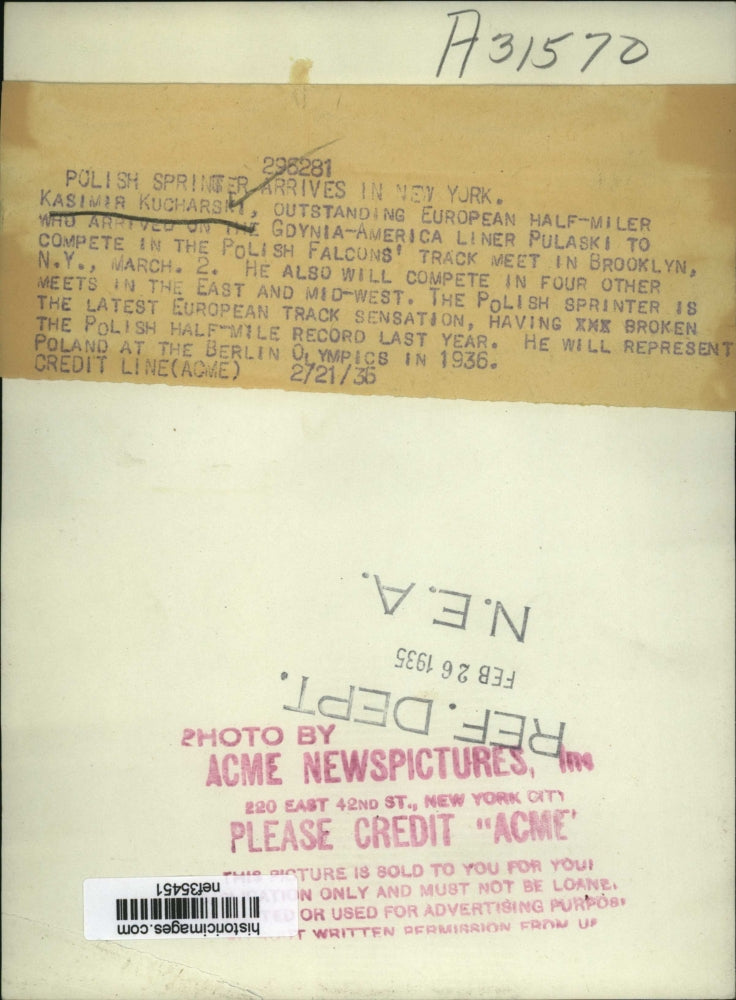 A31570
296281
POLISH SPRINTER ARRIVES IN NEW YORK.
KASIMIR KUCHARSKI, OUTSTANDING EUROPEAN HALF-MILER
WHO ARRIVED ON THE GDYNIA-AMERICA LINER PULASKI TO
COMPETE IN THE POLISH FALCONS' TRACK MEET IN BROOKLYN,
N.Y., MARCH. 2. HE ALSO WILL COMPETE IN FOUR OTHER
MEETS IN THE EAST AND MID-WEST. THE POLISH SPRINTER IS
THE LATEST EUROPEAN TRACK SENSATION, HAVING XXX BROKEN
THE POLISH HALF-MILE RECORD LAST YEAR. HE WILL REPRESENT
POLAND AT THE BERLIN OLYMPICS IN 1936.
CREDIT LINE(ACME) 2/21/35
N.E.A.
FEB 26 1935
REF. DEPT.
PHOTO BY
ACME NEWSPICTURES, Inc
220 EAST 42ND ST., NEW YORK CITY
PLEASE CREDIT "ACME"
THIS PICTURE IS SOLD TO YOU FOR YOUR
ONLY AND MUST NOT BE LOANE
OR USED FOR ADVERTISING PURPOS
WRITTEN PERMISSION FROM US
nef35451
historicimages.com